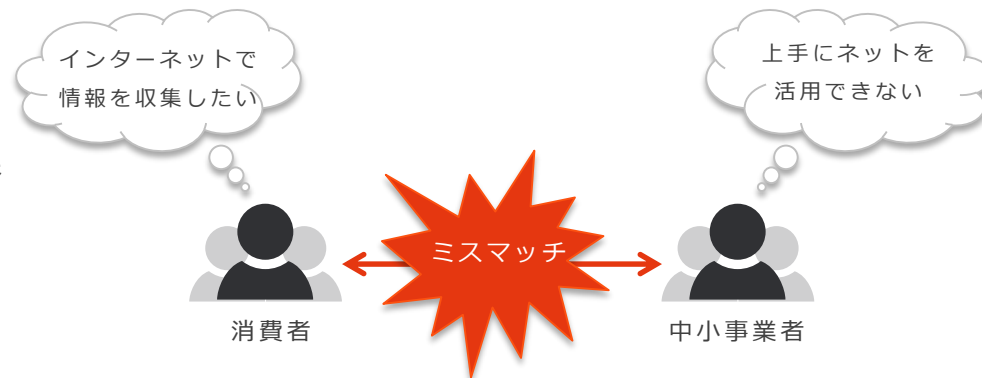 インターネットで
情報を収集したい
上手にネットを
活用できない
ミスマッチ
消費者
中小事業者